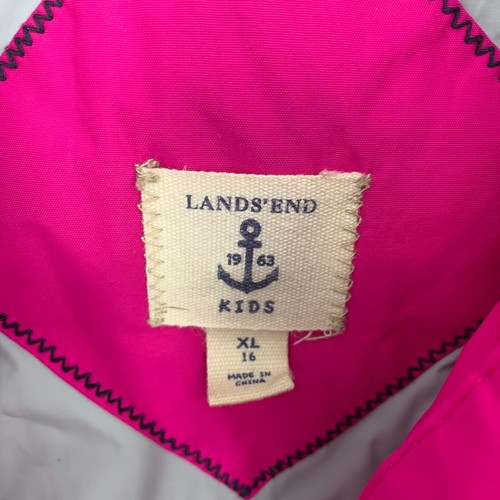 LANDS' END
19 63
KIDS
XL
16
MADE IN
CHINA